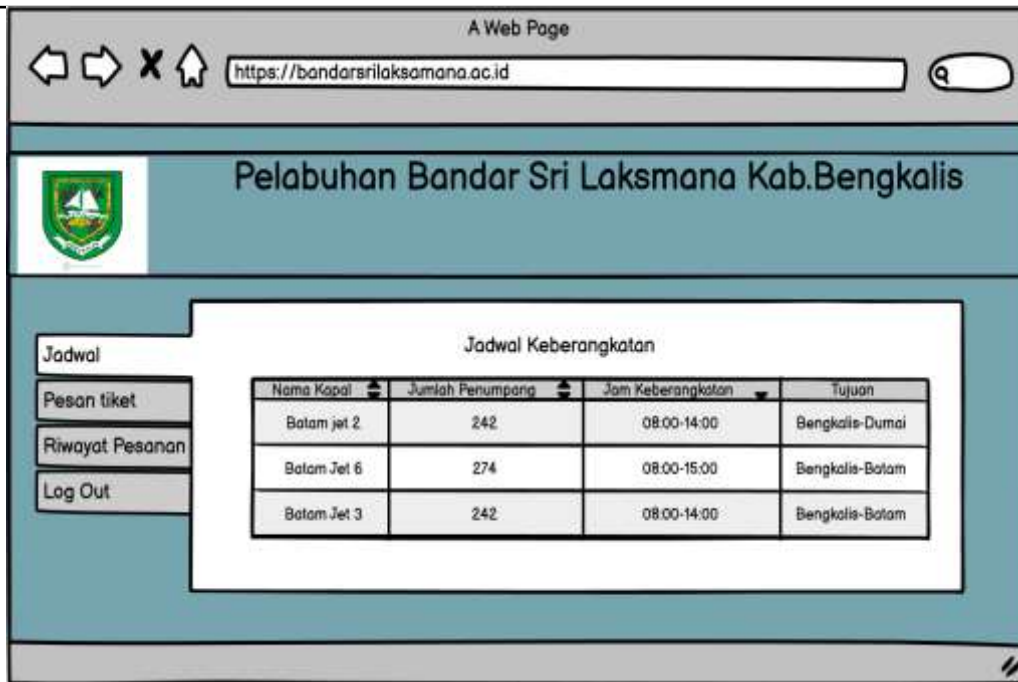 A Web Page
https://bandarsrilaksamana.ac.id
Pelabuhan Bandar Sri Laksmana Kab.Bengkalis
Jadwal
Pesan tiket
Riwayat Pesanan
Log Out
Jadwal Keberangkatan
Nama Kapal Jumlah Penumpang Jam Keberangkatan Tujuan
Batam jet 2 242 08:00-14:00 Bengkalis-Dumai
Batam Jet 6 274 08:00-15:00 Bengkalis-Batam
Batam Jet 3 242 08:00-14:00 Bengkalis-Batam